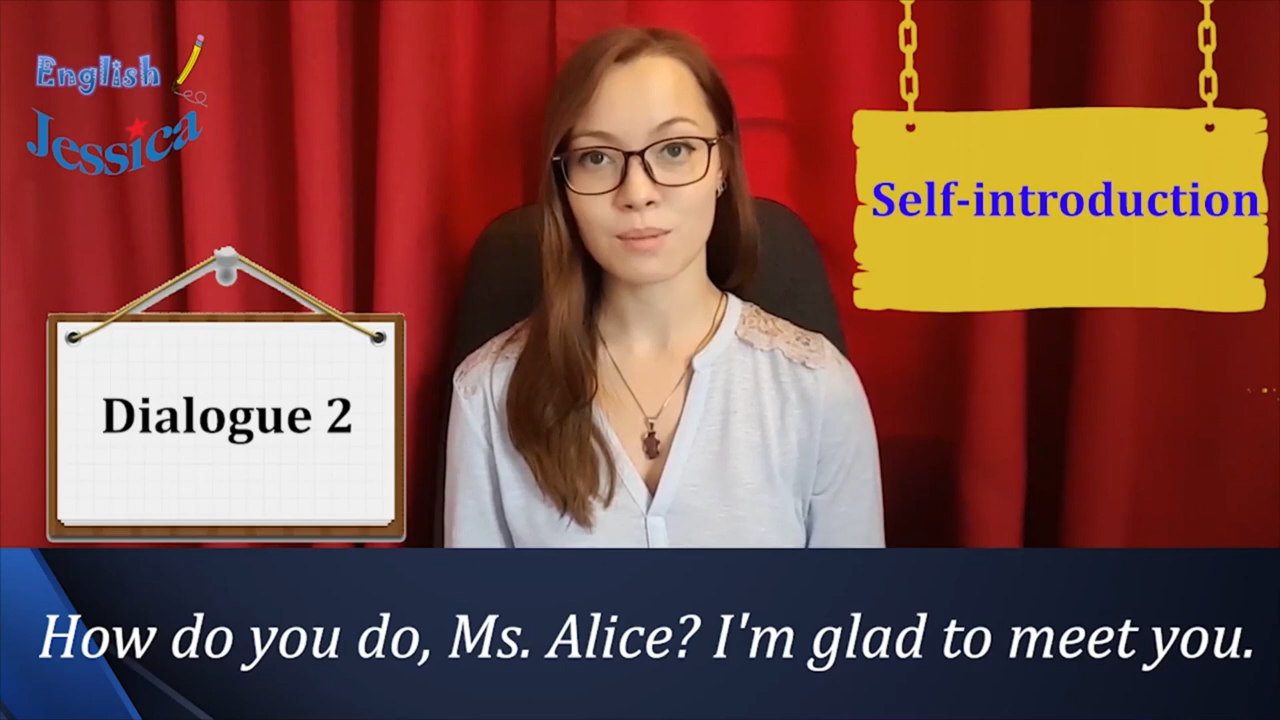 English
Jessica
Self-introduction
Dialogue 2
How do you do, Ms. Alice? I'm glad to meet you.